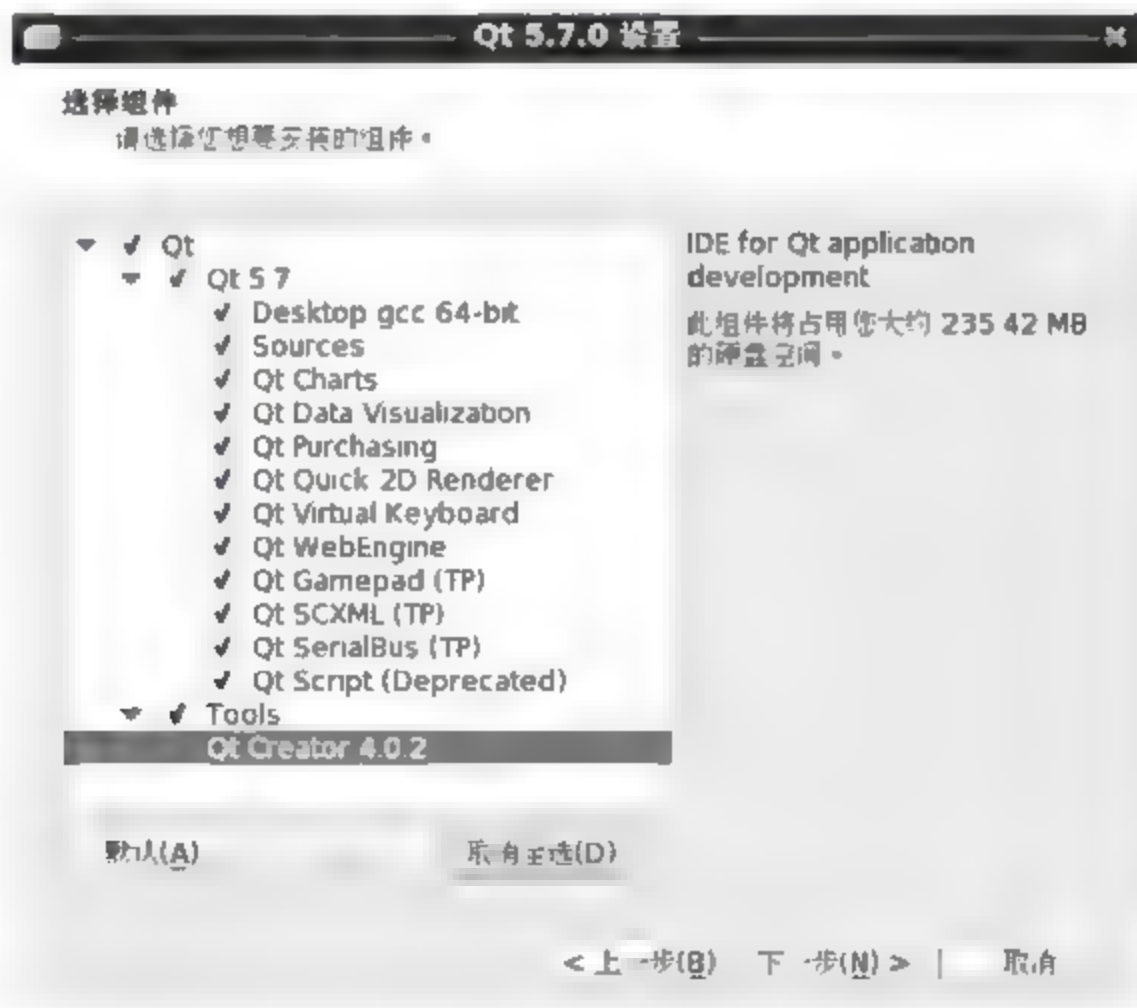 Qt 5.7.0 设置
选择组件
请选择您想要安装的组件。
Qt
Qt 5 7
Desktop gcc 64-bit
Sources
Qt Charts
Qt Data Visualization
Qt Purchasing
Qt Quick 2D Renderer
Qt Virtual Keyboard
Qt WebEngine
Qt Gamepad (TP)
Qt SCXML (TP)
Qt SerialBus (TP)
Qt Script (Deprecated)
Tools
Qt Creator 4.0.2
IDE for Qt application
development
此组件将占用您大约 235 42 MB
的硬盘空间。
默认(A)
取消全选(D)
< 上一步(B)
下一步(N) >
取消